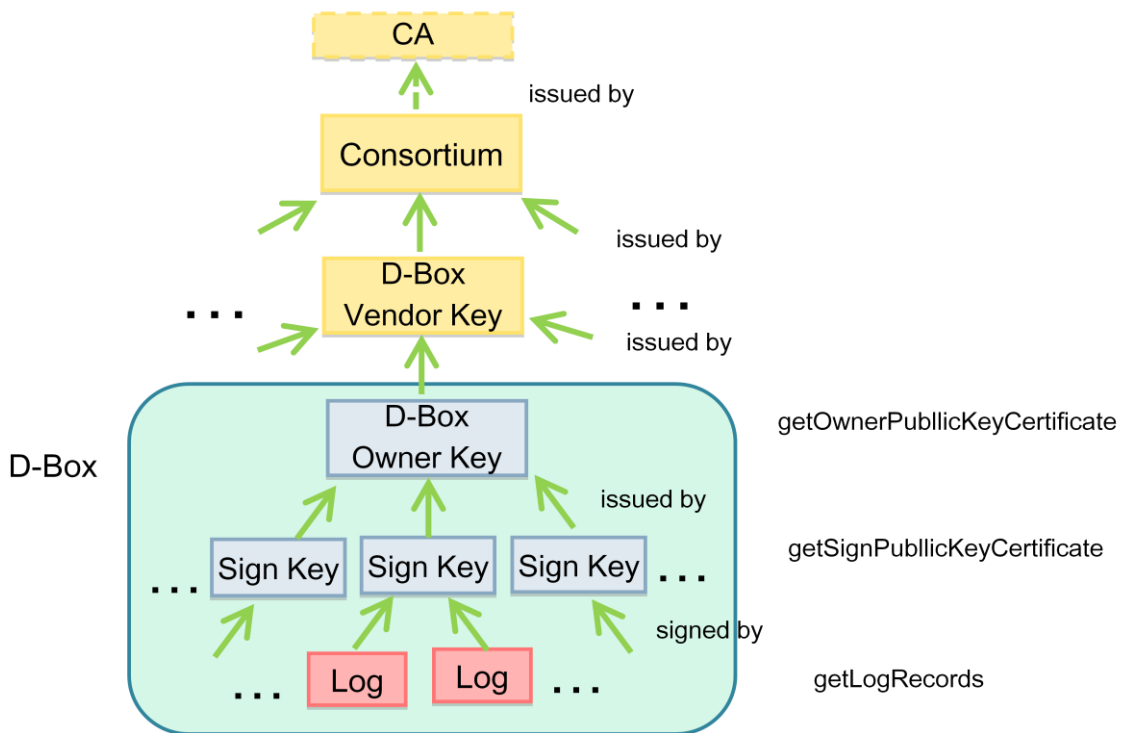 CA
issued by
Consortium
issued by
D-Box
Vendor Key
...
...
issued by
D-Box
Owner Key
getOwnerPubllicKeyCertificate
D-Box
issued by
Sign Key
Sign Key
Sign Key
...
...
getSignPubllicKeyCertificate
signed by
Log
Log
...
...
getLogRecords